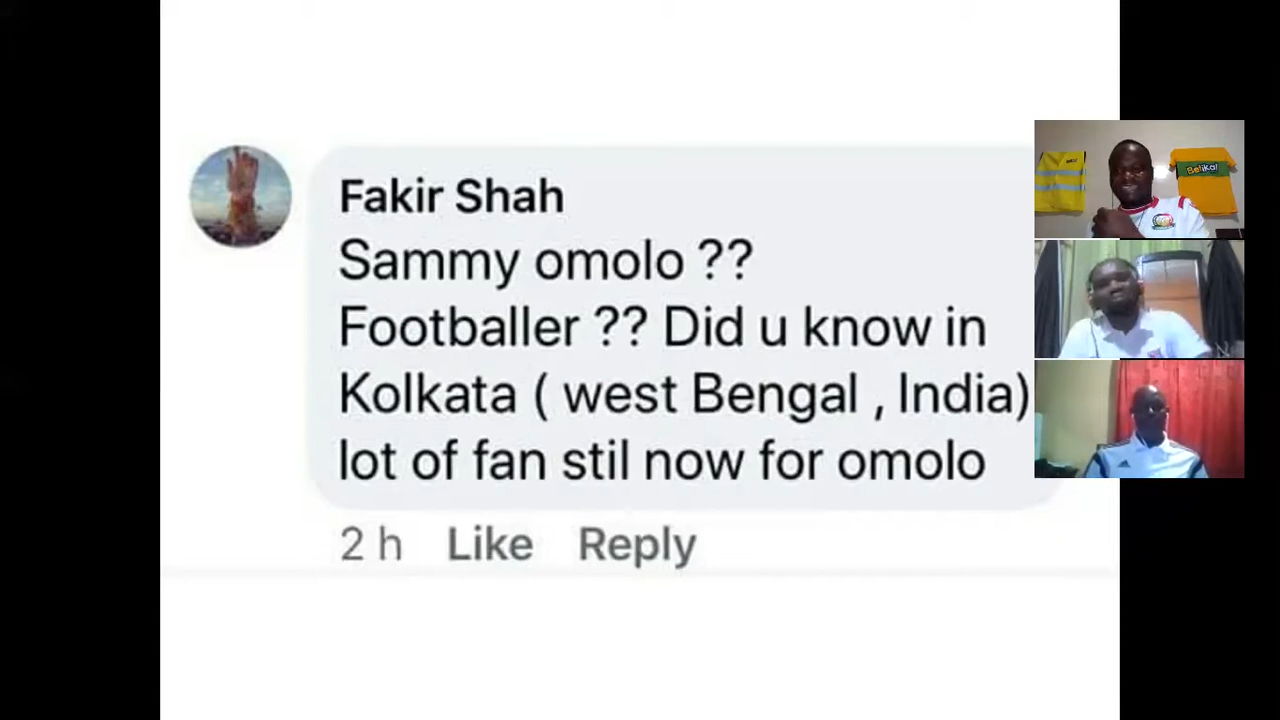 Fakir Shah
Sammy omolo ??
Footballer ?? Did u know in
Kolkata ( west Bengal , India)
lot of fan stil now for omolo
2 h Like Reply
Betika!